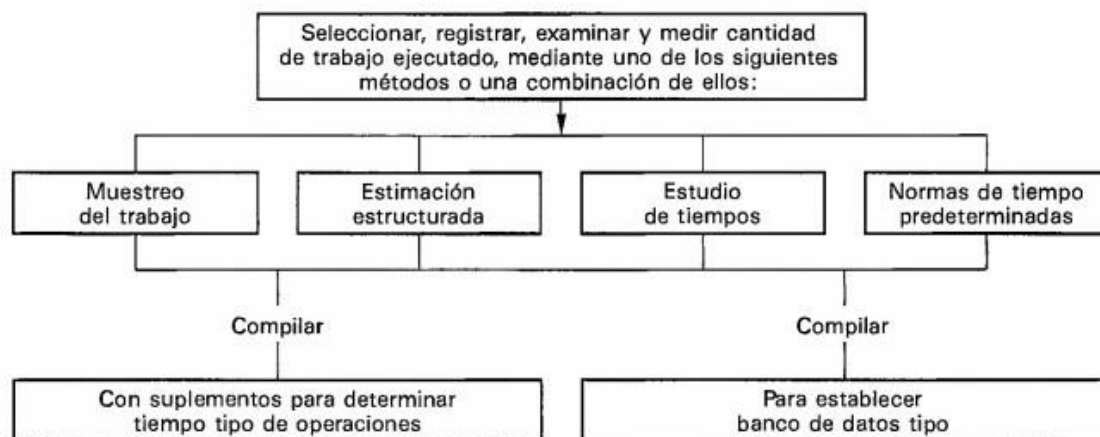 Seleccionar, registrar, examinar y medir cantidad
de trabajo ejecutado, mediante uno de los siguientes
métodos o una combinación de ellos:
Muestreo
del trabajo
Estimación
estructurada
Estudio
de tiempos
Normas de tiempo
predeterminadas
Compilar
Compilar
Con suplementos para determinar
tiempo tipo de operaciones
Para establecer
banco de datos tipo